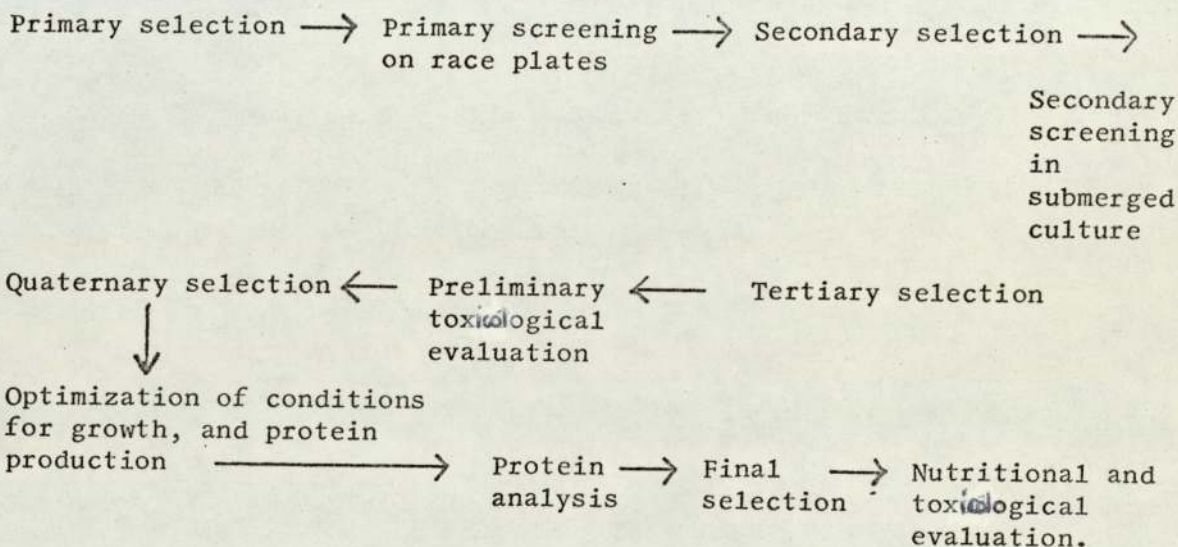 Primary selection → Primary screening → Secondary selection →
on race plates
Secondary
screening
in
submerged
culture
Quaternary selection ← Preliminary ← Tertiary selection
toxicological
evaluation
↓
Optimization of conditions
for growth, and protein
production → Protein → Final → Nutritional and
analysis selection toxicological
evaluation.